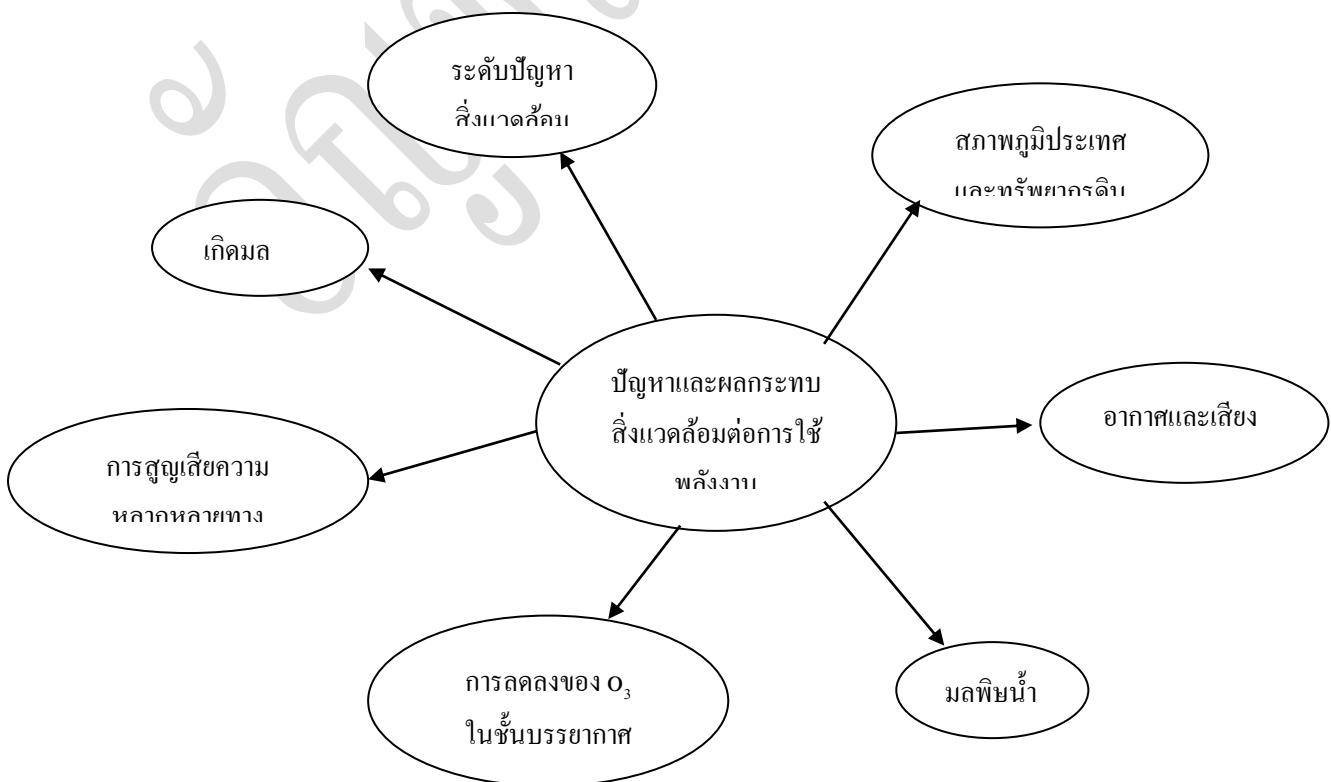 ระดับปัญหา
สิ่งแวดล้อม
สภาพภูมิประเทศ
และทรัพยากรดิน
เกิดมล
ปัญหาและผลกระทบ
สิ่งแวดล้อมต่อการใช้
พลังงาน
อากาศและเสียง
การสูญเสียความ
หลากหลายทาง
การลดลงของ O₃
ในชั้นบรรยากาศ
มลพิษน้ำ